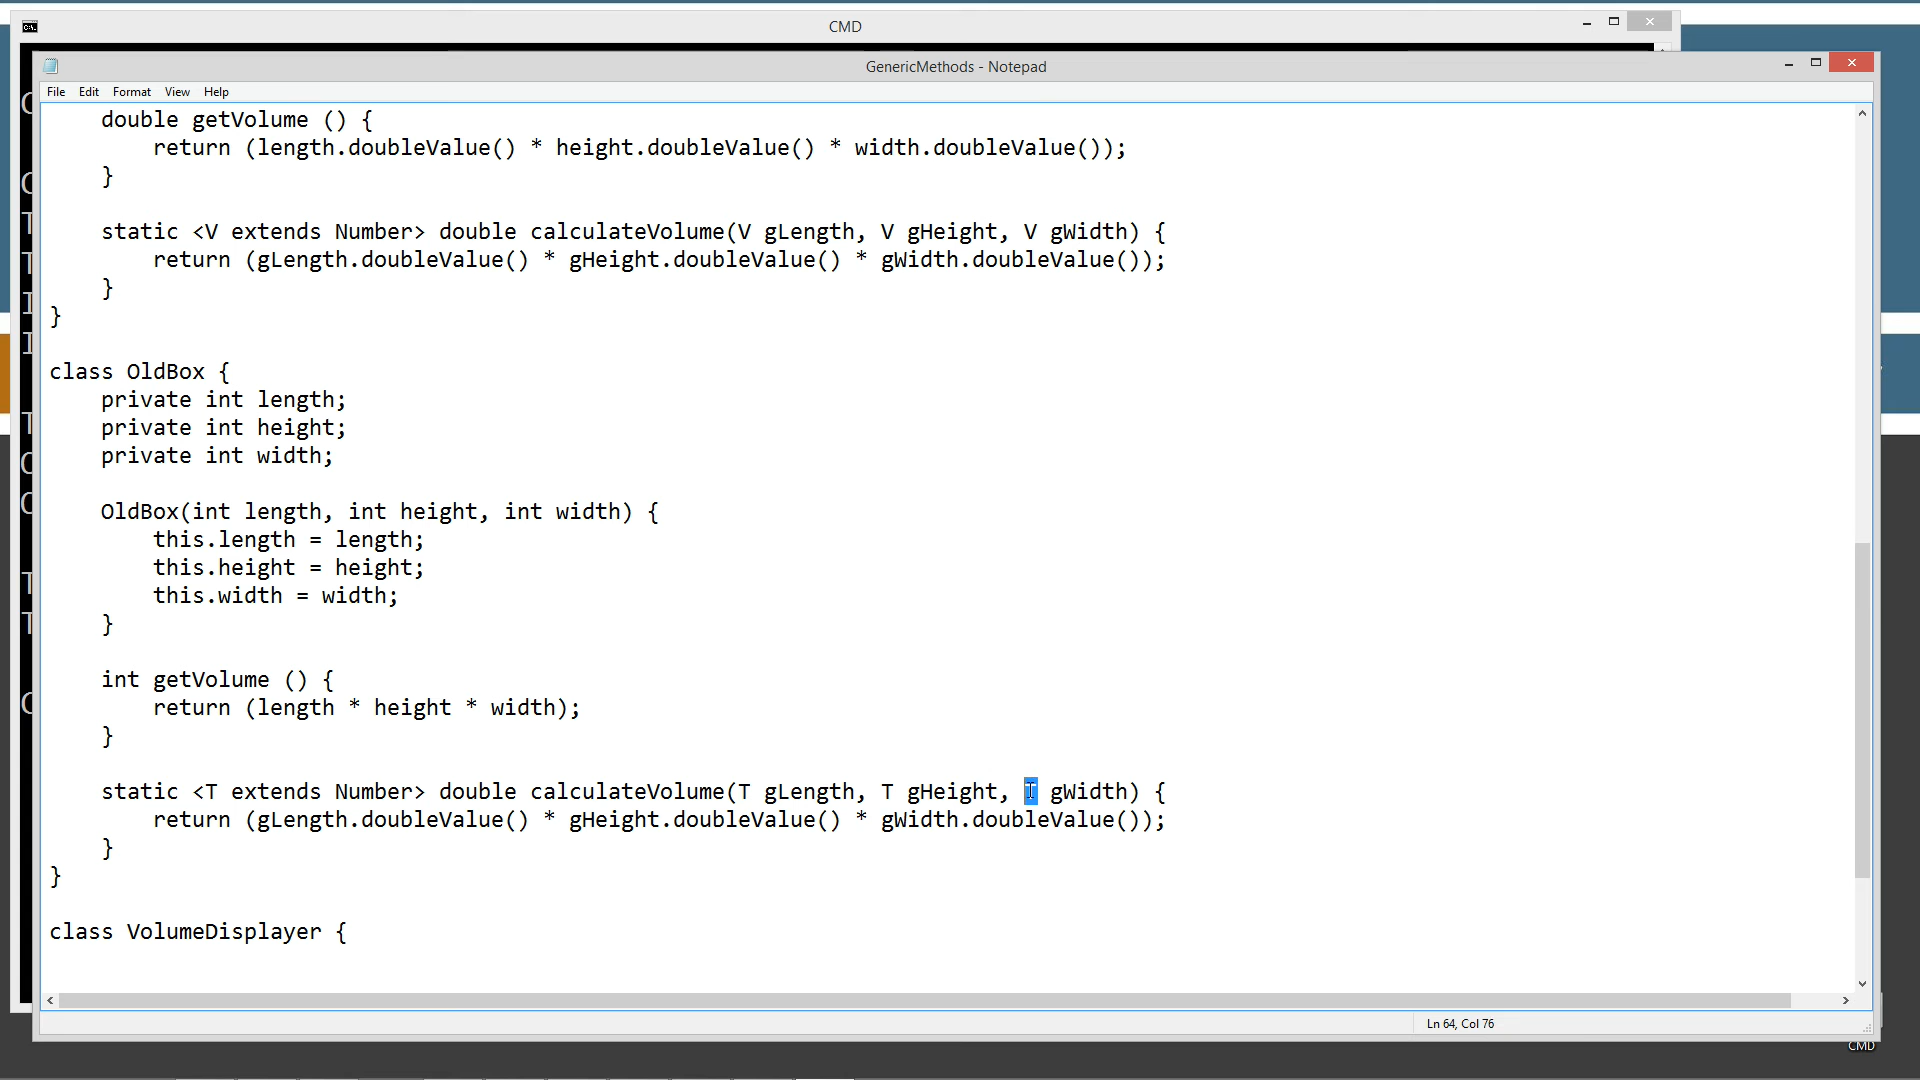 CMD
GenericMethods - Notepad
File Edit Format View Help
double getVolume () {
return (length.doubleValue() * height.doubleValue() * width.doubleValue());
}
static <V extends Number> double calculateVolume(V gLength, V gHeight, V gWidth) {
return (gLength.doubleValue() * gHeight.doubleValue() * gWidth.doubleValue());
}
}
class OldBox {
private int length;
private int height;
private int width;
OldBox(int length, int height, int width) {
this.length = length;
this.height = height;
this.width = width;
}
int getVolume () {
return (length * height * width);
}
static <T extends Number> double calculateVolume(T gLength, T gHeight, T gWidth) {
return (gLength.doubleValue() * gHeight.doubleValue() * gWidth.doubleValue());
}
}
class VolumeDisplayer {
Ln 64, Col 76
CMD